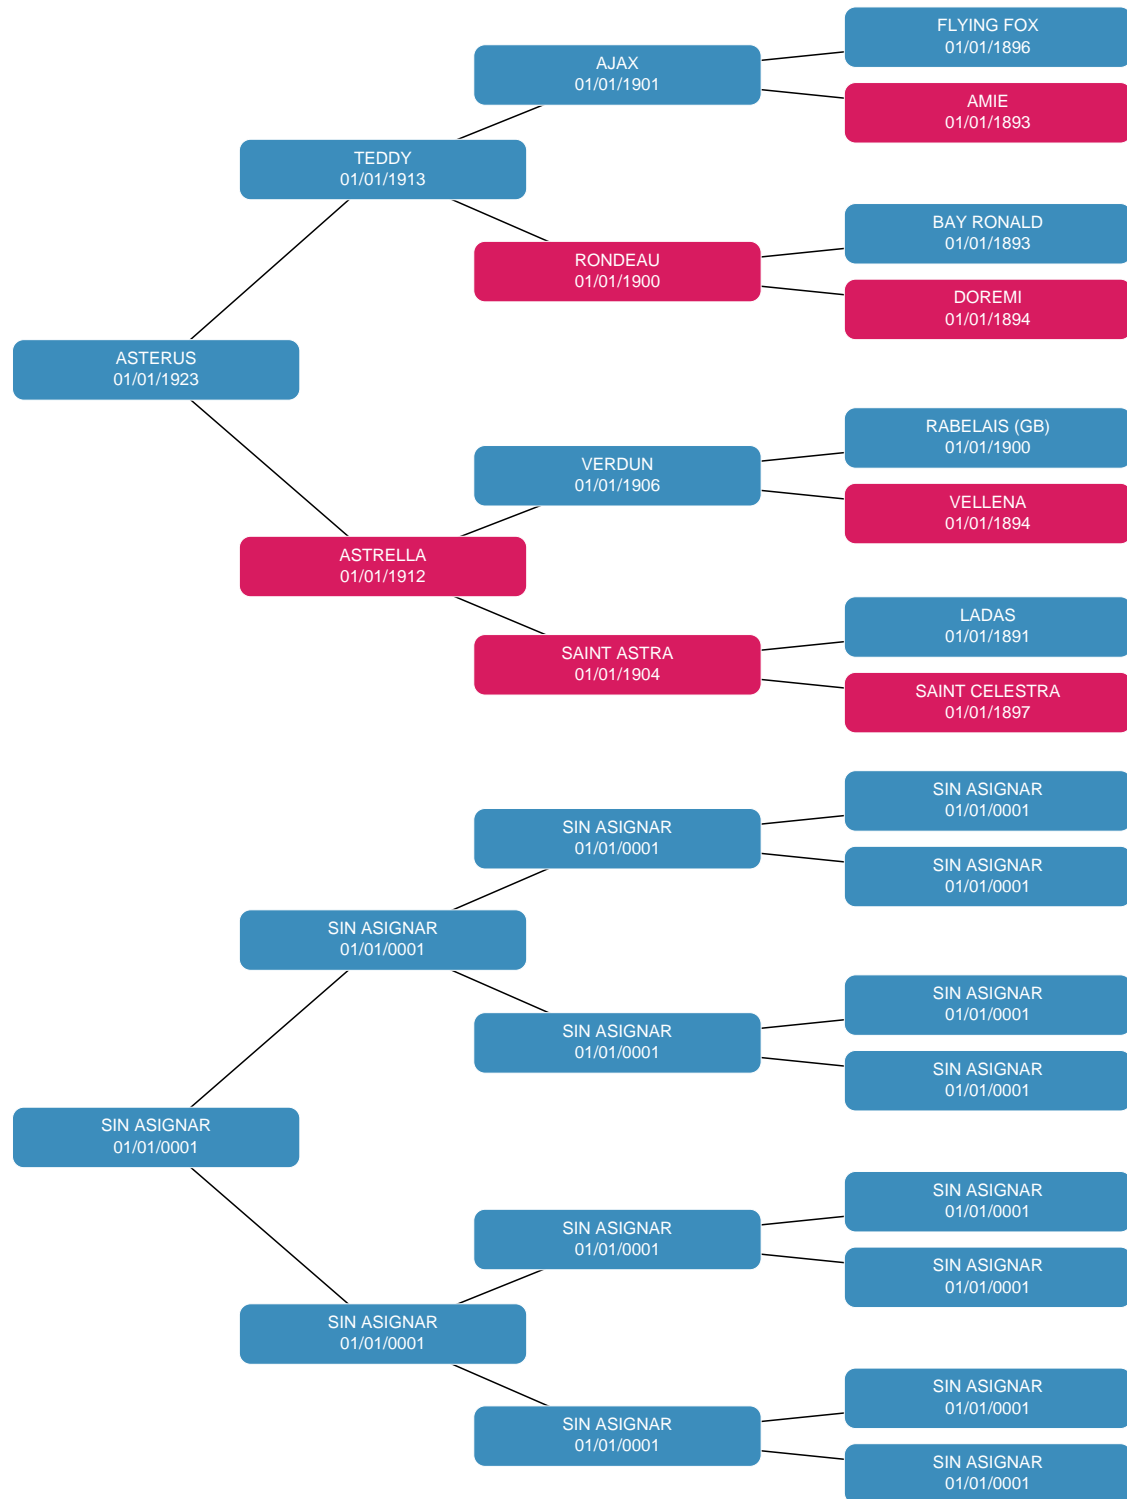 FLYING FOX
01/01/1896
AJAX
01/01/1901
AMIE
01/01/1893
TEDDY
01/01/1913
BAY RONALD
01/01/1893
RONDEAU
01/01/1900
DOREMI
01/01/1894
ASTERUS
01/01/1923
RABELAIS (GB)
01/01/1900
VERDUN
01/01/1906
VELLENA
01/01/1894
ASTRELLA
01/01/1912
LADAS
01/01/1891
SAINT ASTRA
01/01/1904
SAINT CELESTRA
01/01/1897
SIN ASIGNAR
01/01/0001
SIN ASIGNAR
01/01/0001
SIN ASIGNAR
01/01/0001
SIN ASIGNAR
01/01/0001
SIN ASIGNAR
01/01/0001
SIN ASIGNAR
01/01/0001
SIN ASIGNAR
01/01/0001
SIN ASIGNAR
01/01/0001
SIN ASIGNAR
01/01/0001
SIN ASIGNAR
01/01/0001
SIN ASIGNAR
01/01/0001
SIN ASIGNAR
01/01/0001
SIN ASIGNAR
01/01/0001
SIN ASIGNAR
01/01/0001
SIN ASIGNAR
01/01/0001